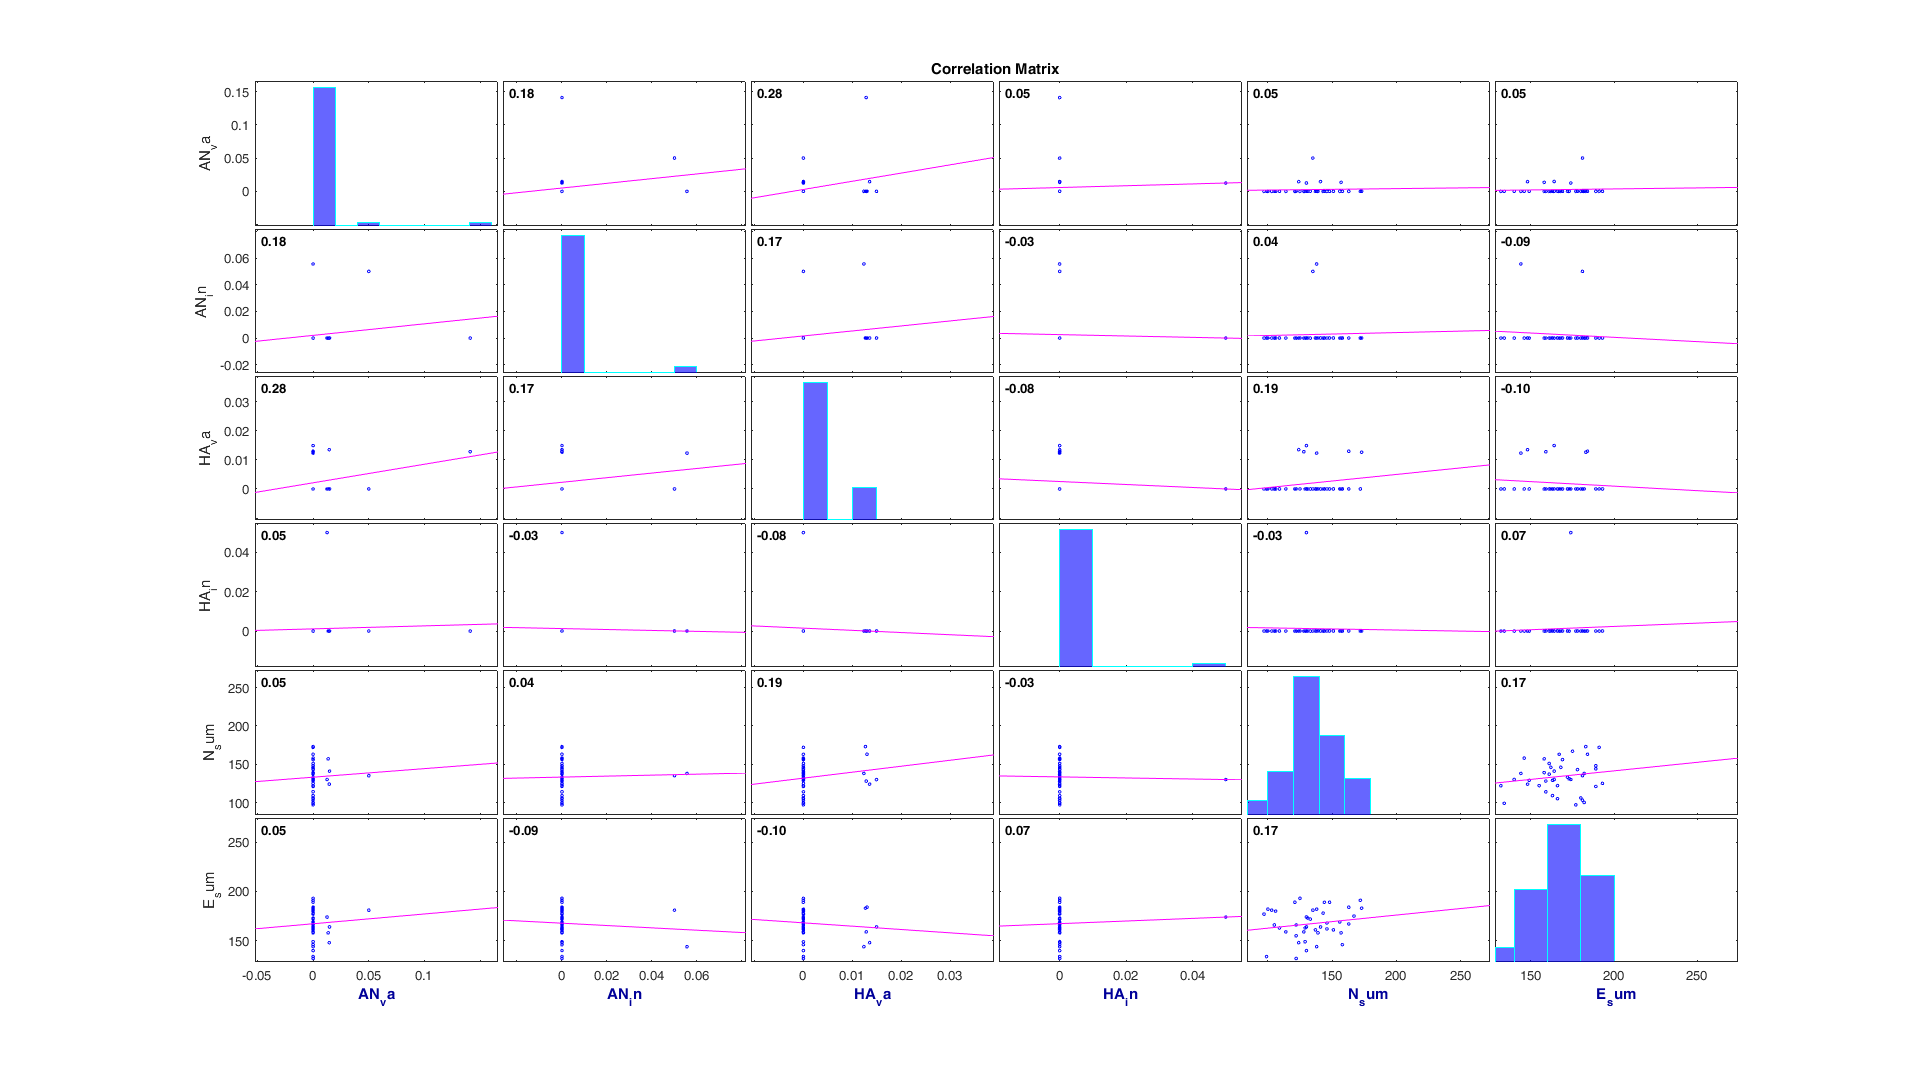 Correlation Matrix
0.15 0.18 0.28 0.05 0.05 0.05
0.1
0.05
0
ANva
0.18 0.17 -0.03 0.04 -0.09
0.06
0.04
0.02
0
-0.02
ANin
0.28 0.17 -0.08 0.19 -0.10
0.03
0.02
0.01
0
HAva
0.05 -0.03 -0.08 -0.03 0.07
0.04
0.02
0
HAin
0.05 0.04 0.19 -0.03 0.17
250
200
150
100
Nsum
0.05 -0.09 -0.10 0.07 0.17
250
200
150
Esum
-0.05 0 0.05 0.1 0 0.02 0.04 0.06 0 0.01 0.02 0.03 0 0.02 0.04 150 200 250 150 200 250
ANva ANin HAva HAin Nsum Esum